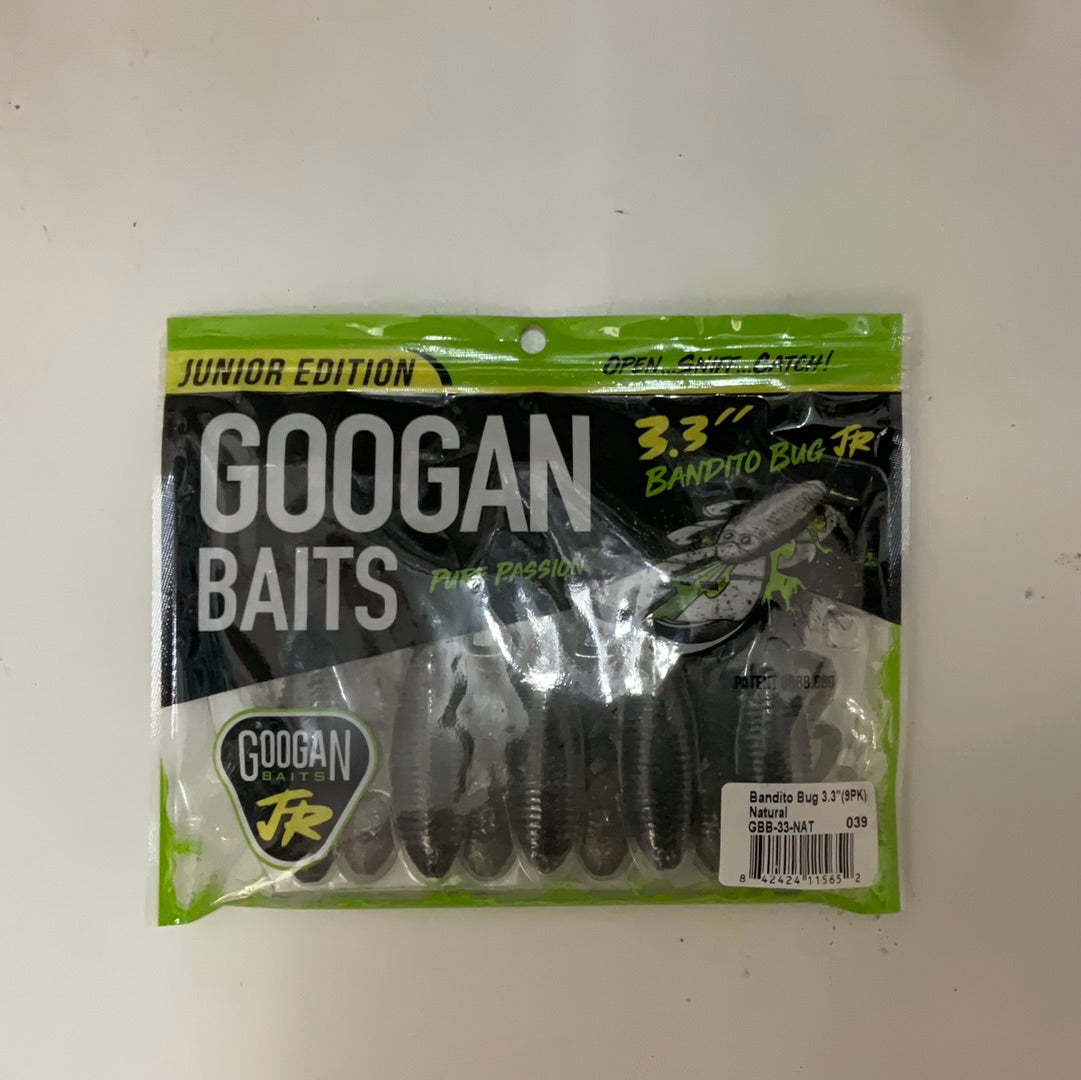 JUNIOR EDITION
OPEN...SNIFF...CATCH!
GOOGAN
BAITS
PURE PASSION
3.3"
BANDITO BUG JR
PATENT
GOOGAN
BAITS
JR
Bandito Bug 3.3"(9PK)
Natural
GBB-33-NAT 039
8 42424 11565 2